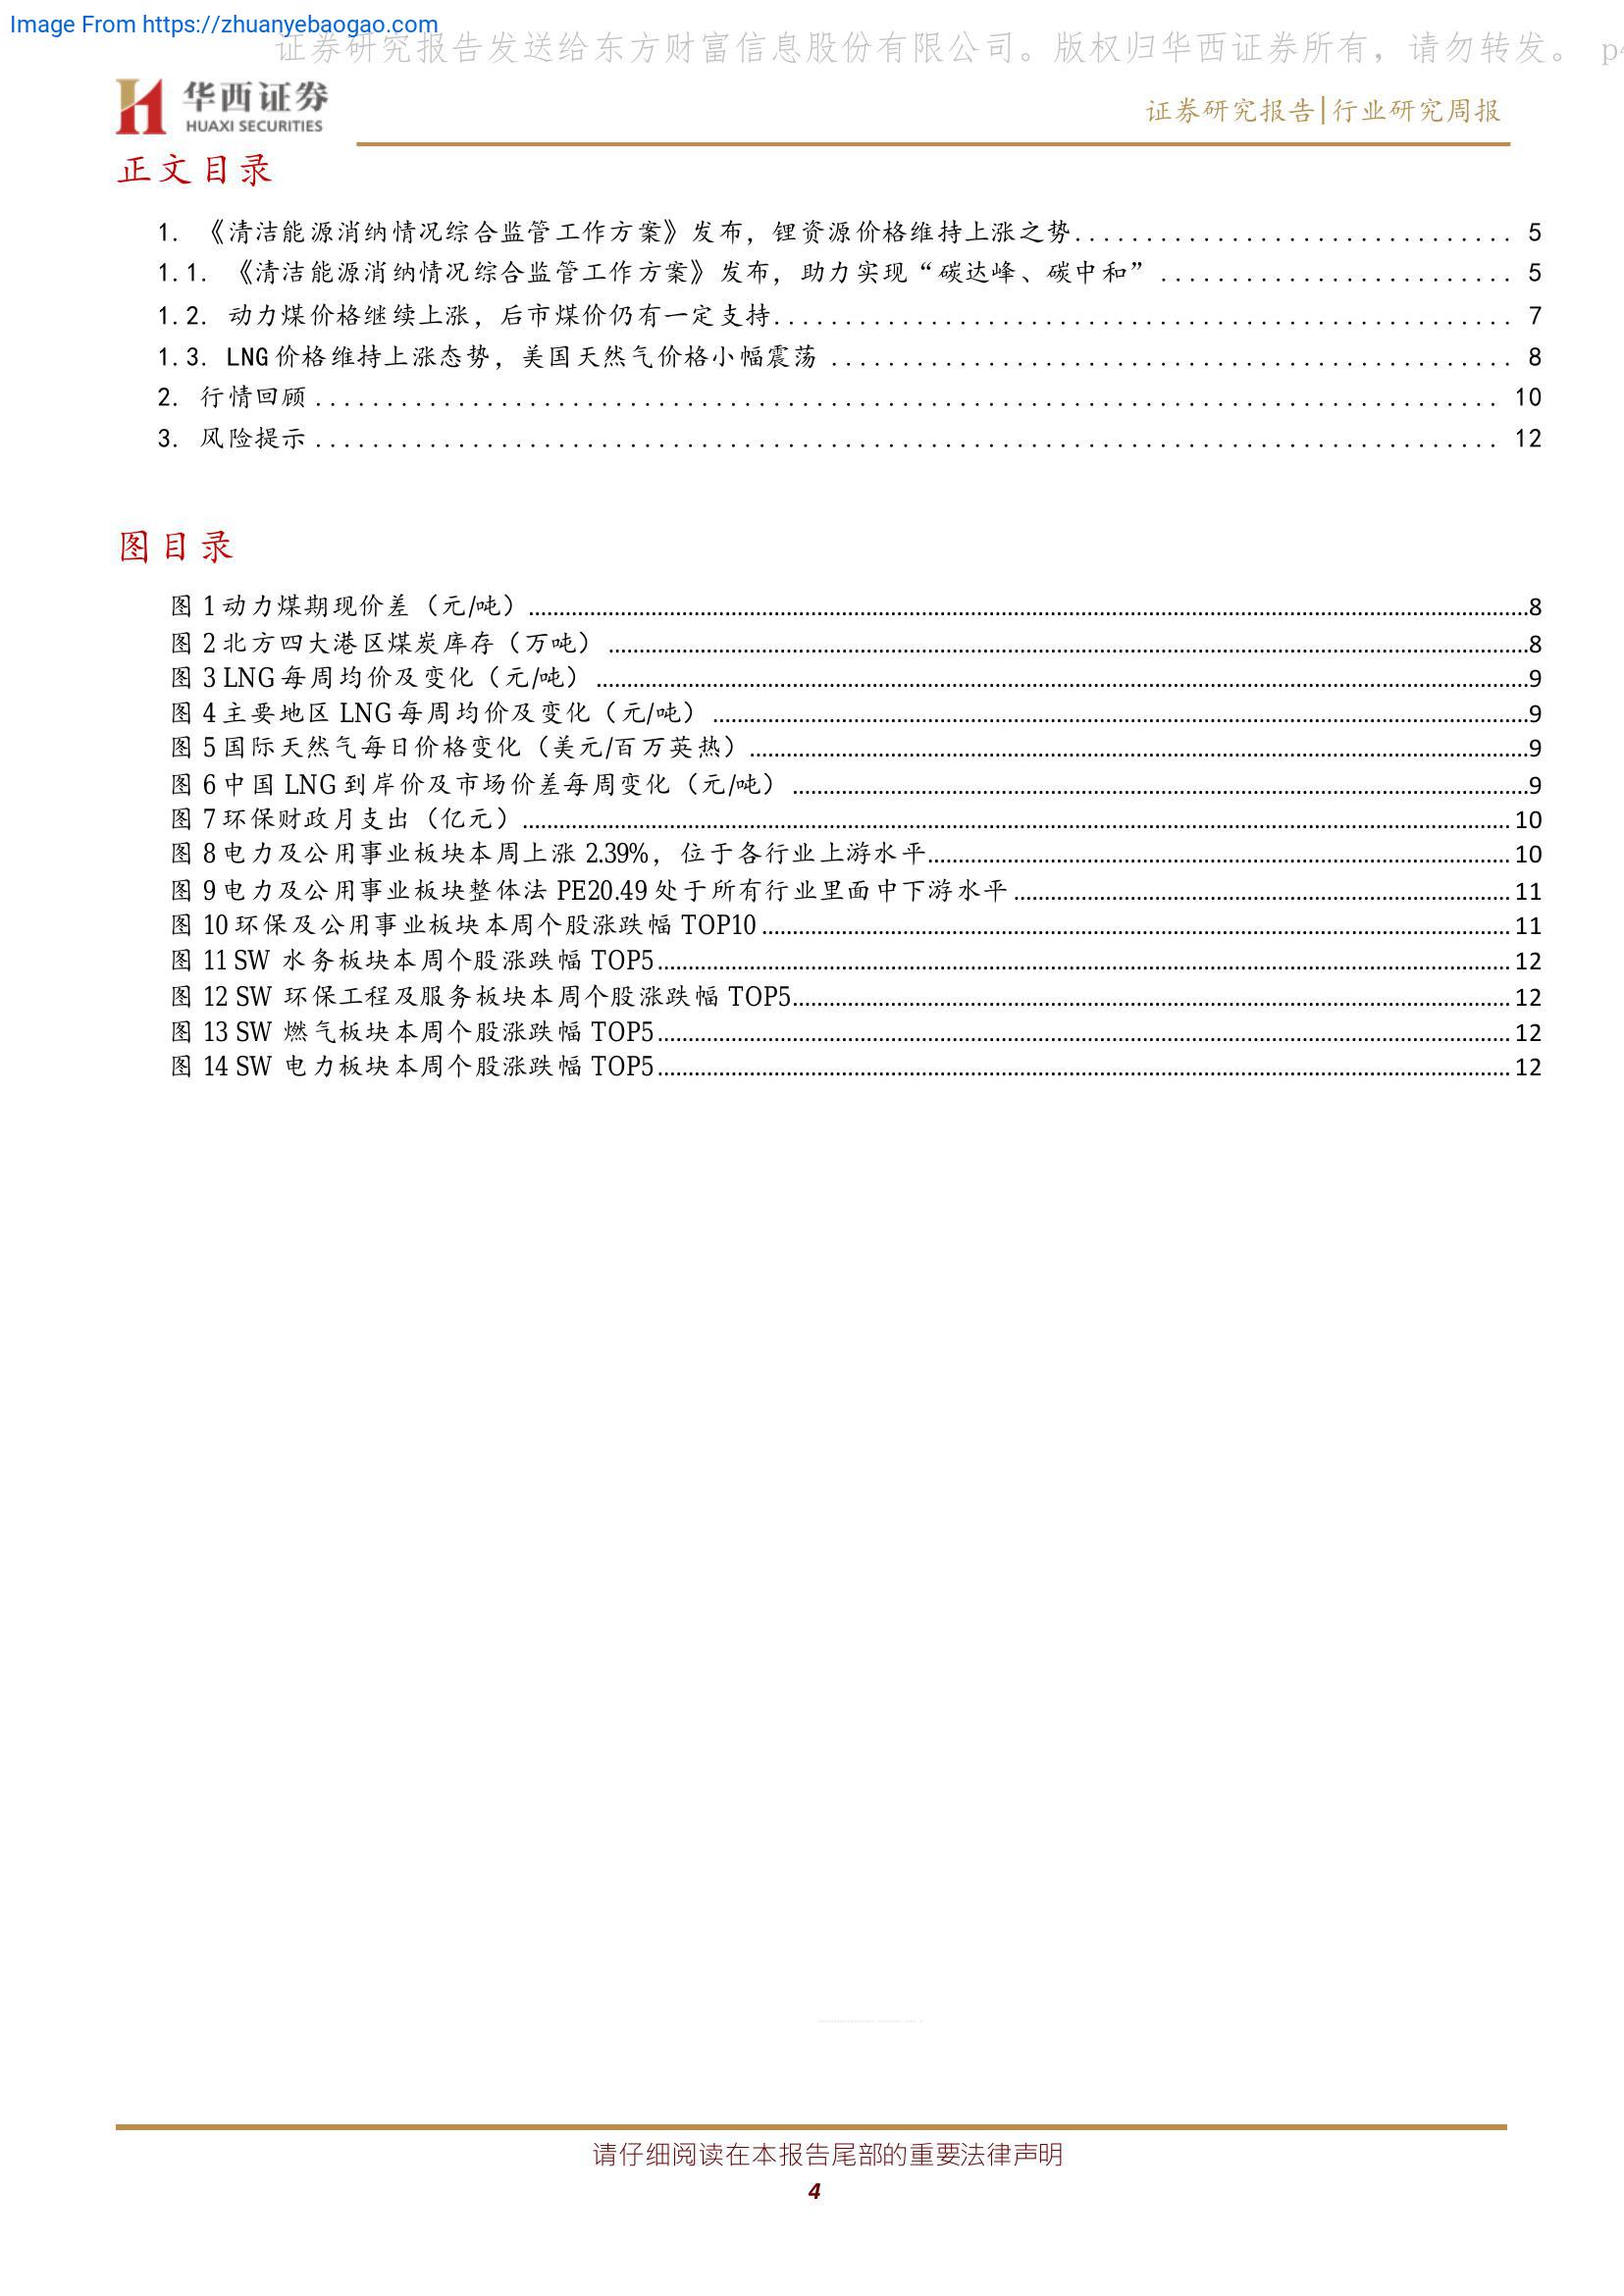 Image From https://zhuanyebaogao.com
证券研究报告发送给东方财富信息股份有限公司。版权归华西证券所有，请勿转发。 p4
华西证券
HUAXI SECURITIES
证券研究报告|行业研究周报
正文目录
1. 《清洁能源消纳情况综合监管工作方案》发布，锂资源价格维持上涨之势 5
1.1. 《清洁能源消纳情况综合监管工作方案》发布，助力实现“碳达峰、碳中和” 5
1.2. 动力煤价格继续上涨，后市煤价仍有一定支持 7
1.3. LNG价格维持上涨态势，美国天然气价格小幅震荡 8
2. 行情回顾 10
3. 风险提示 12
图目录
图 1 动力煤期现价差（元/吨） 8
图 2 北方四大港区煤炭库存（万吨） 8
图 3 LNG 每周均价及变化（元/吨） 9
图 4 主要地区 LNG 每周均价及变化（元/吨） 9
图 5 国际天然气每日价格变化（美元/百万英热） 9
图 6 中国 LNG 到岸价及市场价差每周变化（元/吨） 9
图 7 环保财政月支出（亿元） 10
图 8 电力及公用事业板块本周上涨 2.39%，位于各行业上游水平 10
图 9 电力及公用事业板块整体法 PE20.49 处于所有行业里面中下游水平 11
图 10 环保及公用事业板块本周个股涨跌幅 TOP10 11
图 11 SW 水务板块本周个股涨跌幅 TOP5 12
图 12 SW 环保工程及服务板块本周个股涨跌幅 TOP5 12
图 13 SW 燃气板块本周个股涨跌幅 TOP5 12
图 14 SW 电力板块本周个股涨跌幅 TOP5 12
请仔细阅读在本报告尾部的重要法律声明
4